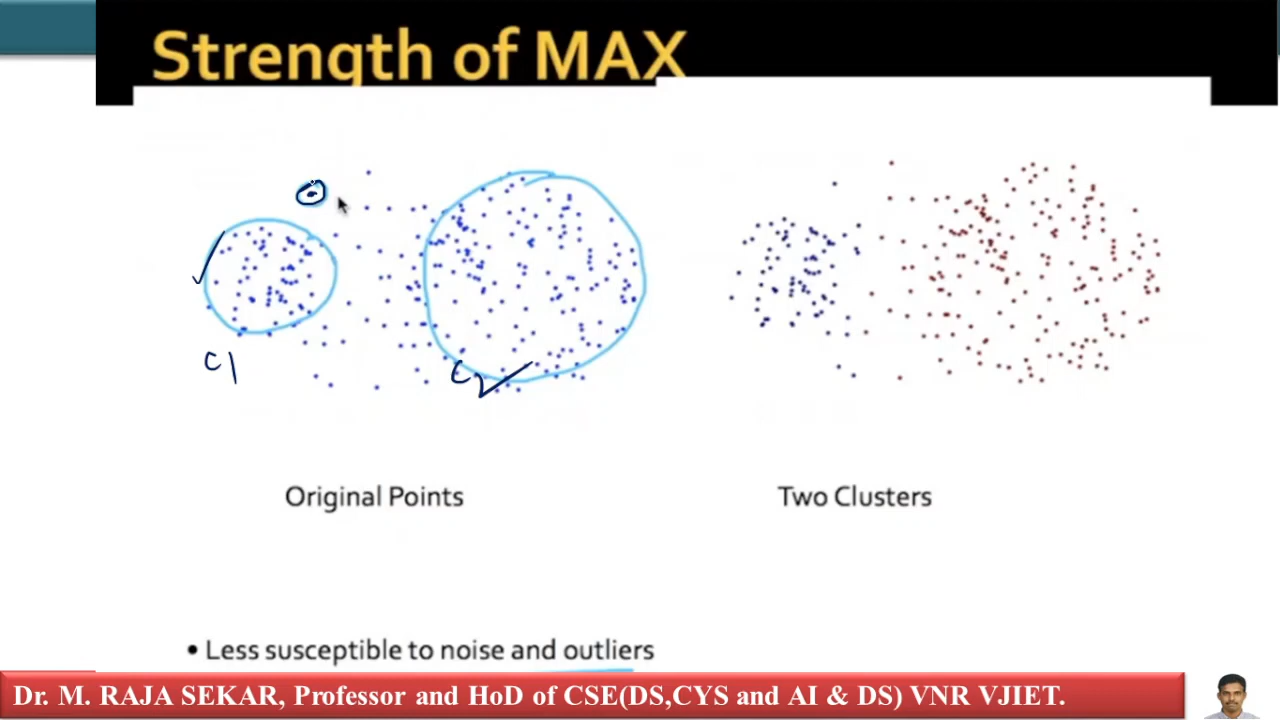 Strength of MAX
C1
C2
Original Points
Two Clusters
• Less susceptible to noise and outliers
Dr. M. RAJA SEKAR, Professor and HoD of CSE(DS,CYS and AI & DS) VNR VJIET.